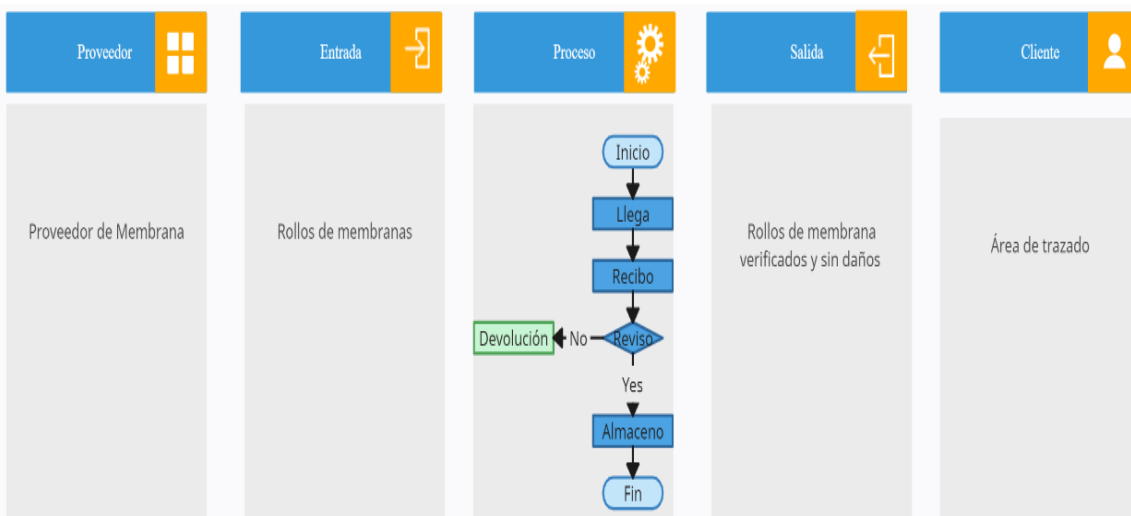 Proveedor
Entrada
Proceso
Salida
Cliente
Proveedor de Membrana
Rollos de membranas
Inicio
Llega
Recibo
Reviso
No
Devolución
Yes
Almaceno
Fin
Rollos de membrana
verificados y sin daños
Área de trazado